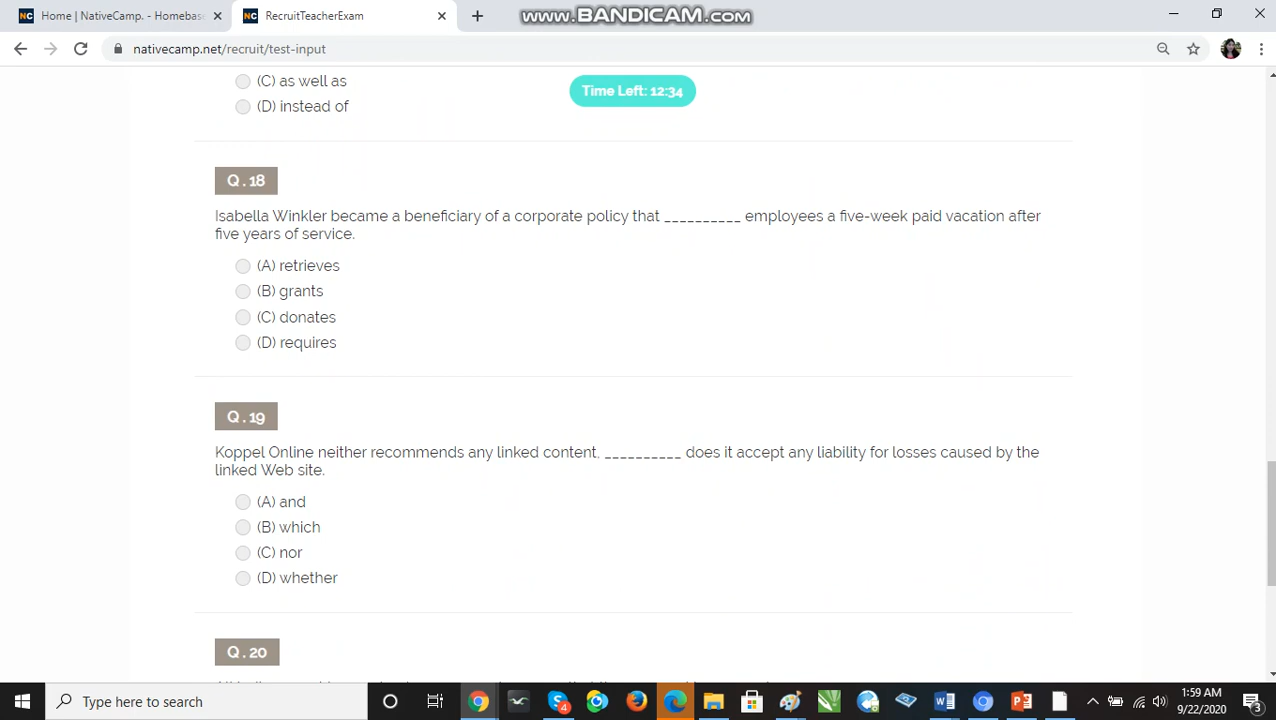 Home | NativeCamp. - Homebase
RecruitTeacherExam
WWW.BANDICAM.COM
nativecamp.net/recruit/test-input
(C) as well as
Time Left: 12:34
(D) instead of
Q . 18
Isabella Winkler became a beneficiary of a corporate policy that __________ employees a five-week paid vacation after
five years of service.
(A) retrieves
(B) grants
(C) donates
(D) requires
Q . 19
Koppel Online neither recommends any linked content, __________ does it accept any liability for losses caused by the
linked Web site.
(A) and
(B) which
(C) nor
(D) whether
Q . 20
Type here to search
4
1:59 AM
9/22/2020
3